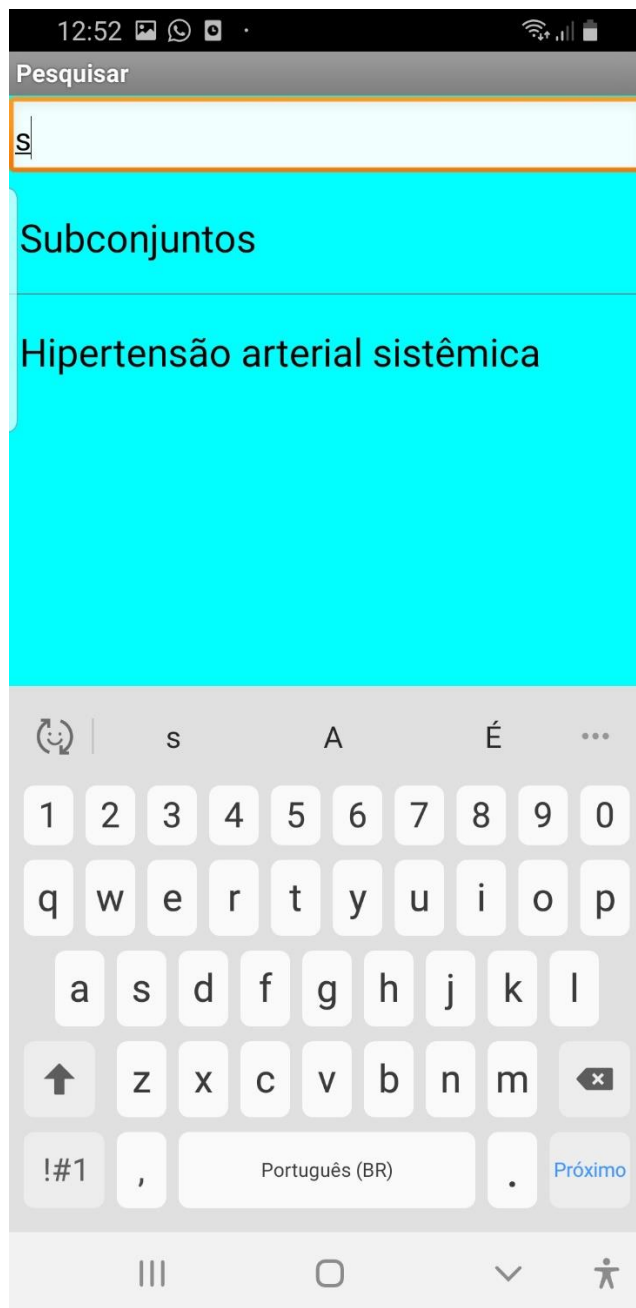 12:52
Pesquisar
s
Subconjuntos
Hipertensão arterial sistêmica
s A É
1 2 3 4 5 6 7 8 9 0
q w e r t y u i o p
a s d f g h j k l
z x c v b n m
!#1 , Português (BR) . Próximo